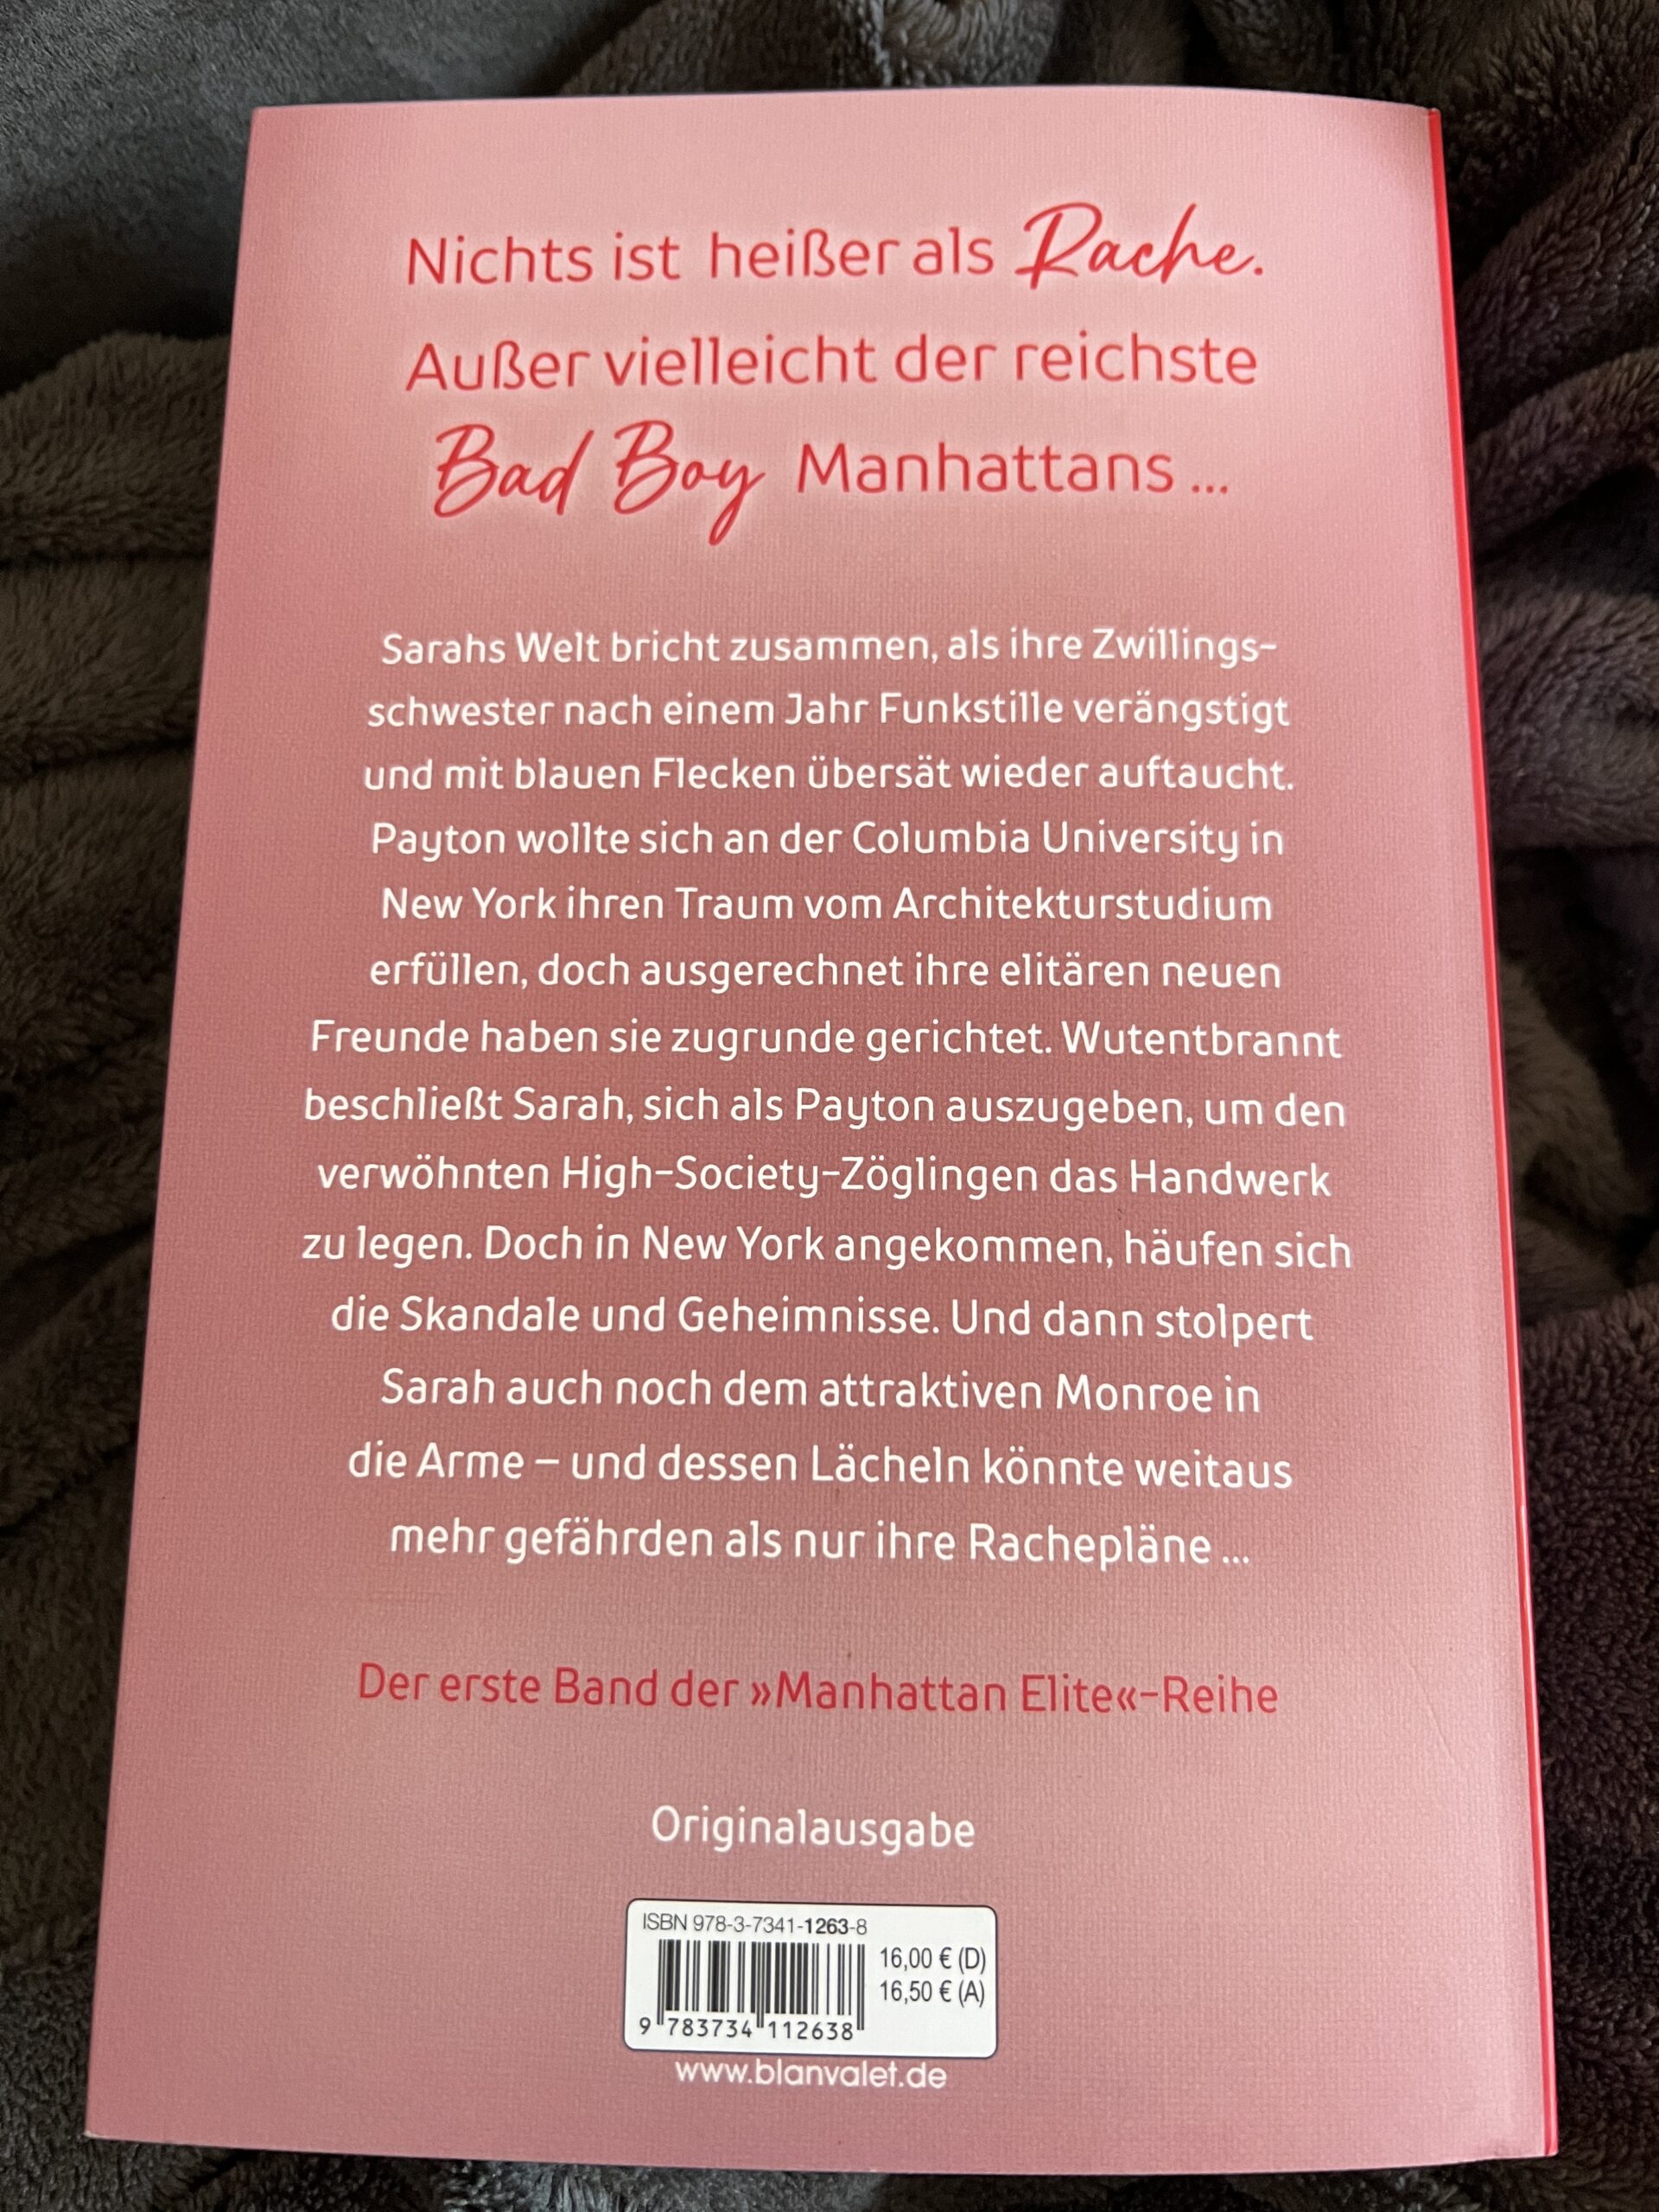 Nichts ist heißer als Rache.
Außer vielleicht der reichste
Bad Boy Manhattans ...
Sarahs Welt bricht zusammen, als ihre Zwillings-
schwester nach einem Jahr Funkstille verängstigt
und mit blauen Flecken übersät wieder auftaucht.
Payton wollte sich an der Columbia University in
New York ihren Traum vom Architekturstudium
erfüllen, doch ausgerechnet ihre elitären neuen
Freunde haben sie zugrunde gerichtet. Wutentbrannt
beschließt Sarah, sich als Payton auszugeben, um den
verwöhnten High-Society-Zöglingen das Handwerk
zu legen. Doch in New York angekommen, häufen sich
die Skandale und Geheimnisse. Und dann stolpert
Sarah auch noch dem attraktiven Monroe in
die Arme – und dessen Lächeln könnte weitaus
mehr gefährden als nur ihre Rachepläne ...
Der erste Band der »Manhattan Elite«-Reihe
Originalausgabe
ISBN 978-3-7341-1263-8
16,00 € (D)
16,50 € (A)
9 783734 112638
www.blanvalet.de